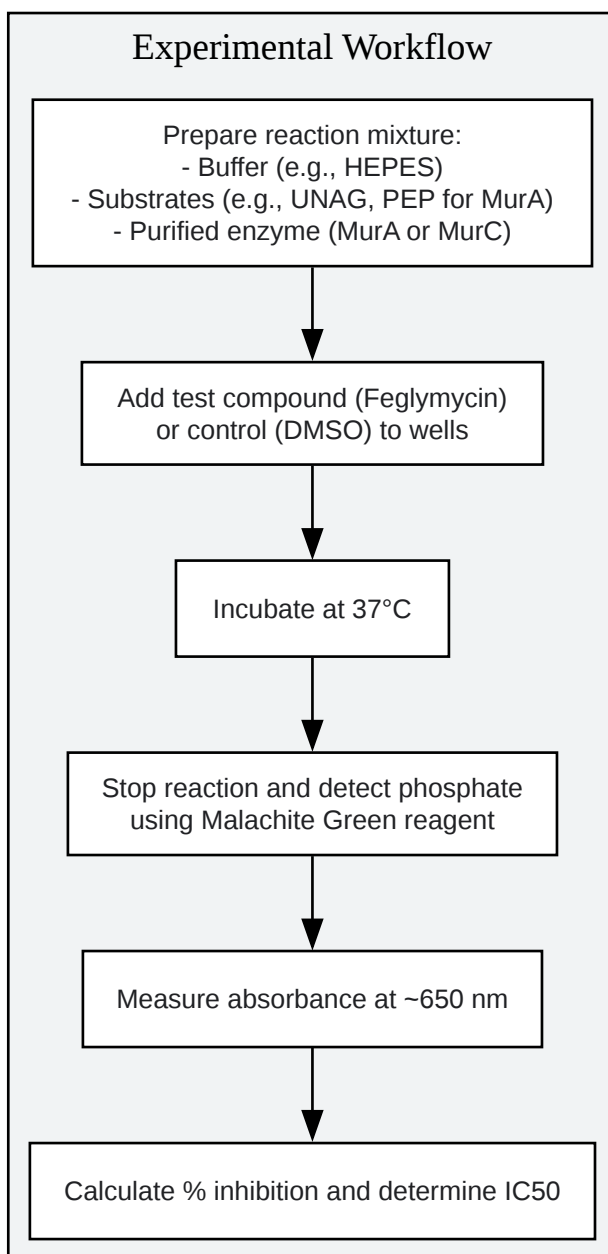 Experimental Workflow
Prepare reaction mixture:
- Buffer (e.g., HEPES)
- Substrates (e.g., UNAG, PEP for MurA)
- Purified enzyme (MurA or MurC)
Add test compound (Feglymycin)
or control (DMSO) to wells
Incubate at 37°C
Stop reaction and detect phosphate
using Malachite Green reagent
Measure absorbance at ~650 nm
Calculate % inhibition and determine IC50